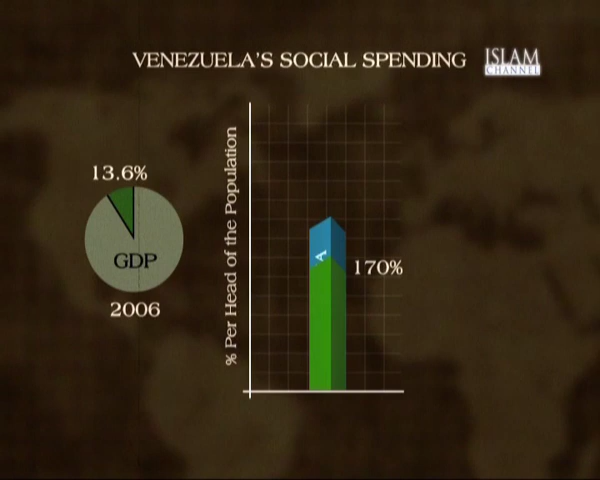 VENEZUELA'S SOCIAL SPENDING
ISLAM
CHANNEL
13.6%
GDP
2006
% Per Head of the Population
170%